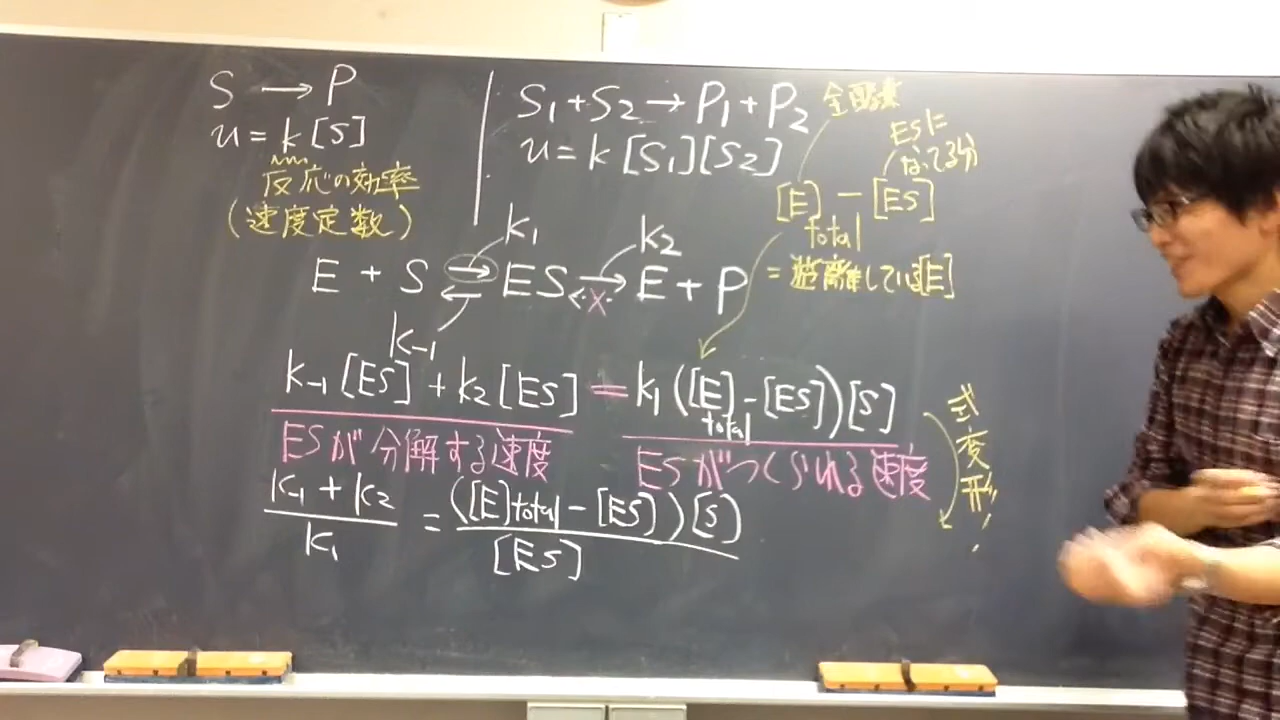 S → P
u = k [S]
反応の効率
(速度定数)
S₁ + S₂ → P₁ + P₂
u = k [S₁][S₂]
全酵素
ESに
なってる分
[E]total − [ES]
= 遊離している[E]
k₁
k₂
E + S ⇄ ES → E + P
×
k₋₁
k₋₁[ES] + k₂[ES] = k₁([E]total − [ES])[S]
ESが分解する速度
ESがつくられる速度
式変形!
(k₋₁ + k₂)/k₁ = ([E]total − [ES])[S]/[ES]